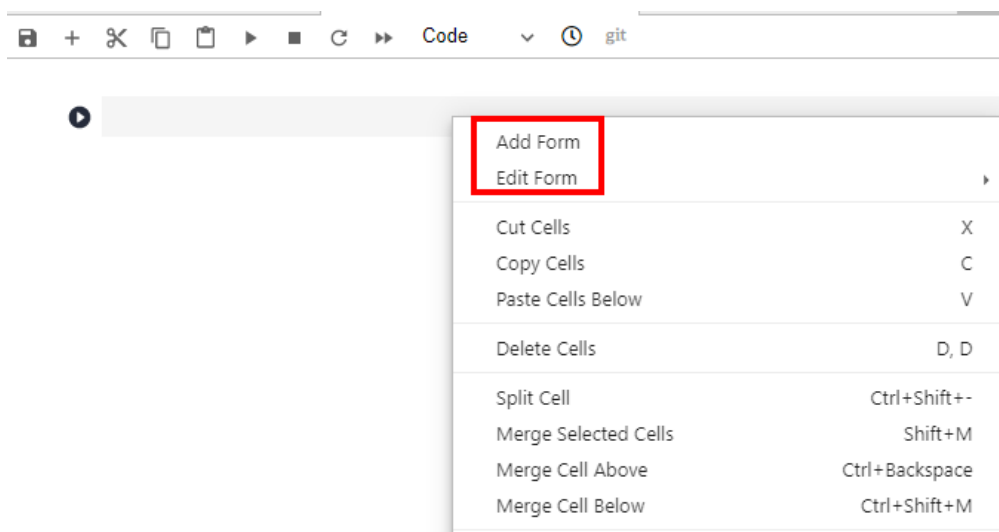 Code git
Add Form
Edit Form
Cut Cells X
Copy Cells C
Paste Cells Below V
Delete Cells D, D
Split Cell Ctrl+Shift+-
Merge Selected Cells Shift+M
Merge Cell Above Ctrl+Backspace
Merge Cell Below Ctrl+Shift+M